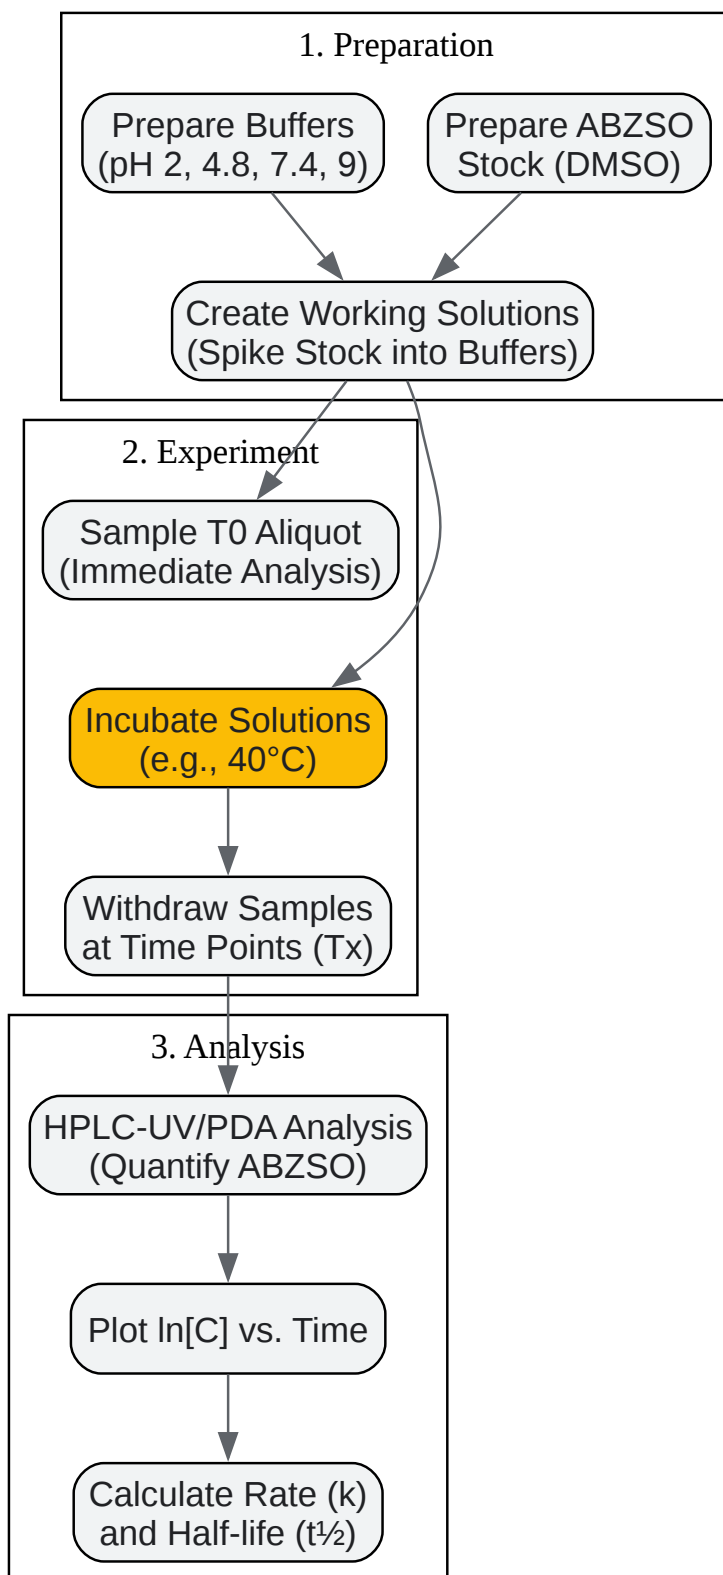 1. Preparation
Prepare Buffers
(pH 2, 4.8, 7.4, 9)
Prepare ABZSO
Stock (DMSO)
Create Working Solutions
(Spike Stock into Buffers)
2. Experiment
Sample T0 Aliquot
(Immediate Analysis)
Incubate Solutions
(e.g., 40°C)
Withdraw Samples
at Time Points (Tx)
3. Analysis
HPLC-UV/PDA Analysis
(Quantify ABZSO)
Plot ln[C] vs. Time
Calculate Rate (k)
and Half-life (t½)